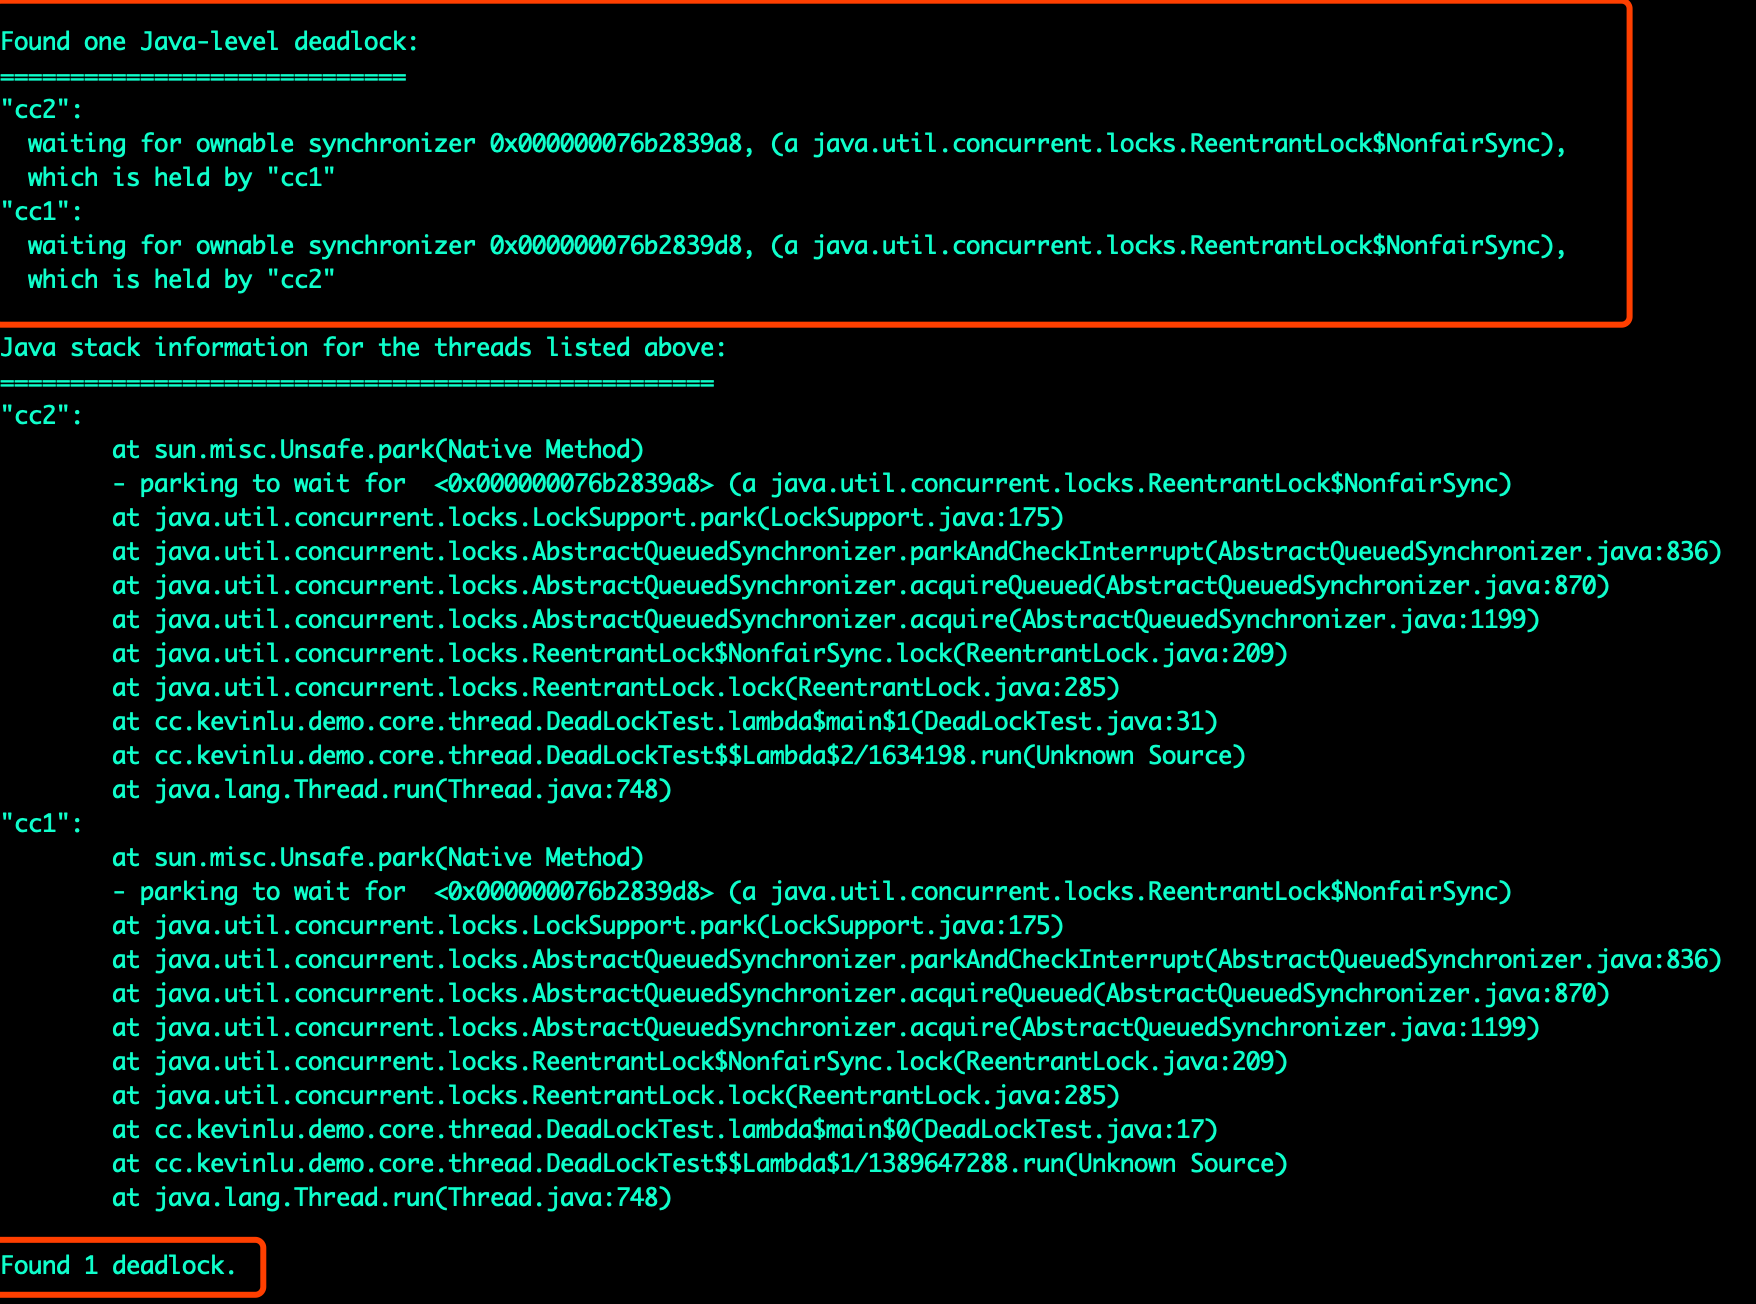 Found one Java-level deadlock:
=============================
"cc2":
  waiting for ownable synchronizer 0x000000076b2839a8, (a java.util.concurrent.locks.ReentrantLock$NonfairSync),
  which is held by "cc1"
"cc1":
  waiting for ownable synchronizer 0x000000076b2839d8, (a java.util.concurrent.locks.ReentrantLock$NonfairSync),
  which is held by "cc2"
Java stack information for the threads listed above:
===================================================
"cc2":
        at sun.misc.Unsafe.park(Native Method)
        - parking to wait for  <0x000000076b2839a8> (a java.util.concurrent.locks.ReentrantLock$NonfairSync)
        at java.util.concurrent.locks.LockSupport.park(LockSupport.java:175)
        at java.util.concurrent.locks.AbstractQueuedSynchronizer.parkAndCheckInterrupt(AbstractQueuedSynchronizer.java:836)
        at java.util.concurrent.locks.AbstractQueuedSynchronizer.acquireQueued(AbstractQueuedSynchronizer.java:870)
        at java.util.concurrent.locks.AbstractQueuedSynchronizer.acquire(AbstractQueuedSynchronizer.java:1199)
        at java.util.concurrent.locks.ReentrantLock$NonfairSync.lock(ReentrantLock.java:209)
        at java.util.concurrent.locks.ReentrantLock.lock(ReentrantLock.java:285)
        at cc.kevinlu.demo.core.thread.DeadLockTest.lambda$main$1(DeadLockTest.java:31)
        at cc.kevinlu.demo.core.thread.DeadLockTest$$Lambda$2/1634198.run(Unknown Source)
        at java.lang.Thread.run(Thread.java:748)
"cc1":
        at sun.misc.Unsafe.park(Native Method)
        - parking to wait for  <0x000000076b2839d8> (a java.util.concurrent.locks.ReentrantLock$NonfairSync)
        at java.util.concurrent.locks.LockSupport.park(LockSupport.java:175)
        at java.util.concurrent.locks.AbstractQueuedSynchronizer.parkAndCheckInterrupt(AbstractQueuedSynchronizer.java:836)
        at java.util.concurrent.locks.AbstractQueuedSynchronizer.acquireQueued(AbstractQueuedSynchronizer.java:870)
        at java.util.concurrent.locks.AbstractQueuedSynchronizer.acquire(AbstractQueuedSynchronizer.java:1199)
        at java.util.concurrent.locks.ReentrantLock$NonfairSync.lock(ReentrantLock.java:209)
        at java.util.concurrent.locks.ReentrantLock.lock(ReentrantLock.java:285)
        at cc.kevinlu.demo.core.thread.DeadLockTest.lambda$main$0(DeadLockTest.java:17)
        at cc.kevinlu.demo.core.thread.DeadLockTest$$Lambda$1/1389647288.run(Unknown Source)
        at java.lang.Thread.run(Thread.java:748)
Found 1 deadlock.